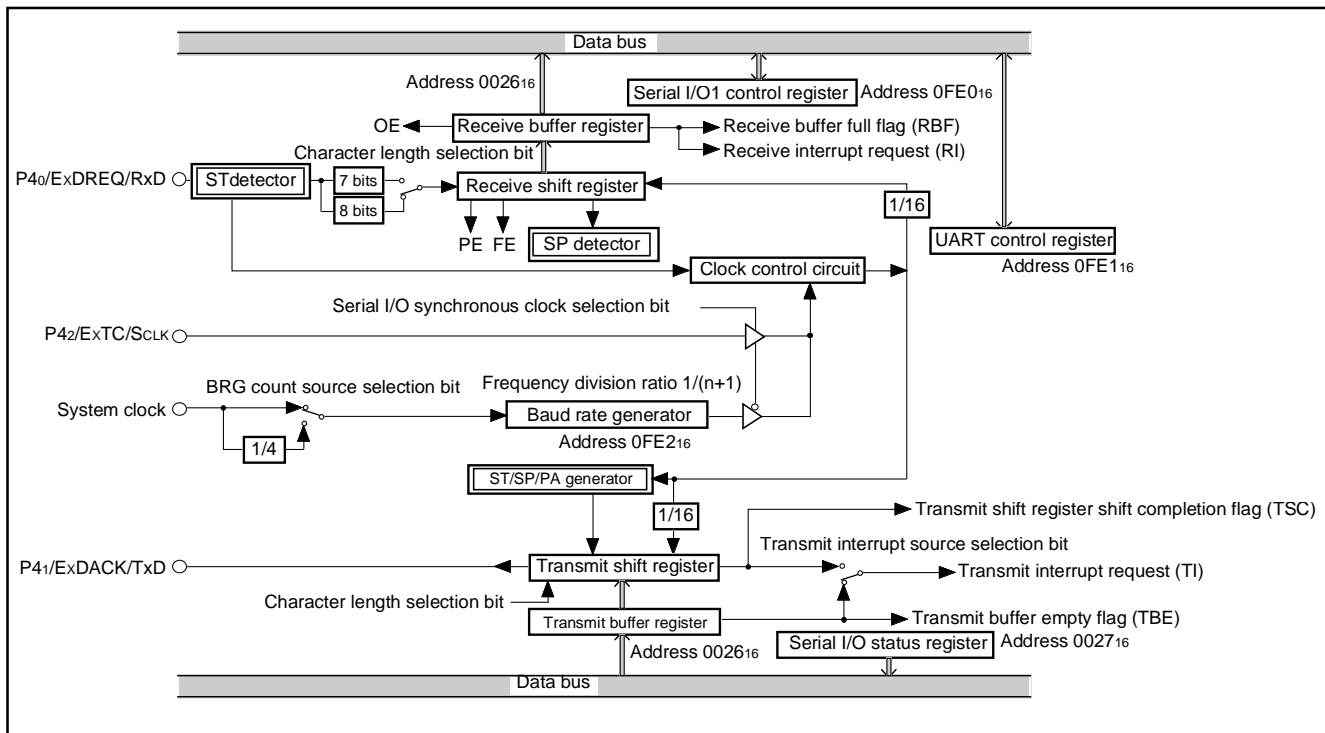 Data bus
Address 0026₁₆
Serial I/O1 control register
Address 0FE0₁₆
OE
Receive buffer register
Receive buffer full flag (RBF)
Receive interrupt request (RI)
Character length selection bit
P4₀/ExDREQ/RxD
STdetector
7 bits
8 bits
Receive shift register
1/16
PE
FE
SP detector
UART control register
Address 0FE1₁₆
Clock control circuit
Serial I/O synchronous clock selection bit
P4₂/ExTC/SCLK
BRG count source selection bit
Frequency division ratio 1/(n+1)
System clock
Baud rate generator
1/4
Address 0FE2₁₆
ST/SP/PA generator
1/16
Transmit shift register shift completion flag (TSC)
Transmit interrupt source selection bit
P4₁/ExDACK/TxD
Transmit shift register
Transmit interrupt request (TI)
Character length selection bit
Transmit buffer register
Transmit buffer empty flag (TBE)
Address 0026₁₆
Serial I/O status register
Address 0027₁₆
Data bus